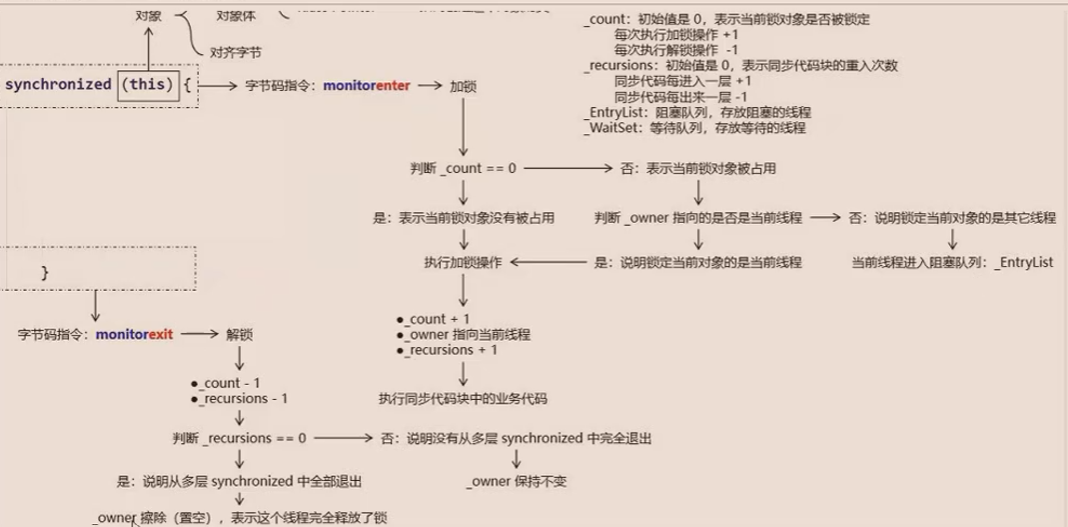 对象
对象体
对齐字节
synchronized (this) {
字节码指令：monitorenter
加锁
_count：初始值是 0，表示当前锁对象是否被锁定
每次执行加锁操作 +1
每次执行解锁操作 -1
_recursions：初始值是 0，表示同步代码块的重入次数
同步代码每进入一层 +1
同步代码每出来一层 -1
_EntryList：阻塞队列，存放阻塞的线程
_WaitSet：等待队列，存放等待的线程
判断 _count == 0
否：表示当前锁对象被占用
是：表示当前锁对象没有被占用
判断 _owner 指向的是否是当前线程
否：说明锁定当前对象的是其它线程
执行加锁操作
是：说明锁定当前对象的是当前线程
当前线程进入阻塞队列：_EntryList
●_count + 1
●_owner 指向当前线程
●_recursions + 1
执行同步代码块中的业务代码
}
字节码指令：monitorexit
解锁
●_count - 1
●_recursions - 1
判断 _recursions == 0
否：说明没有从多层 synchronized 中完全退出
是：说明从多层 synchronized 中全部退出
_owner 保持不变
_owner 擦除（置空），表示这个线程完全释放了锁